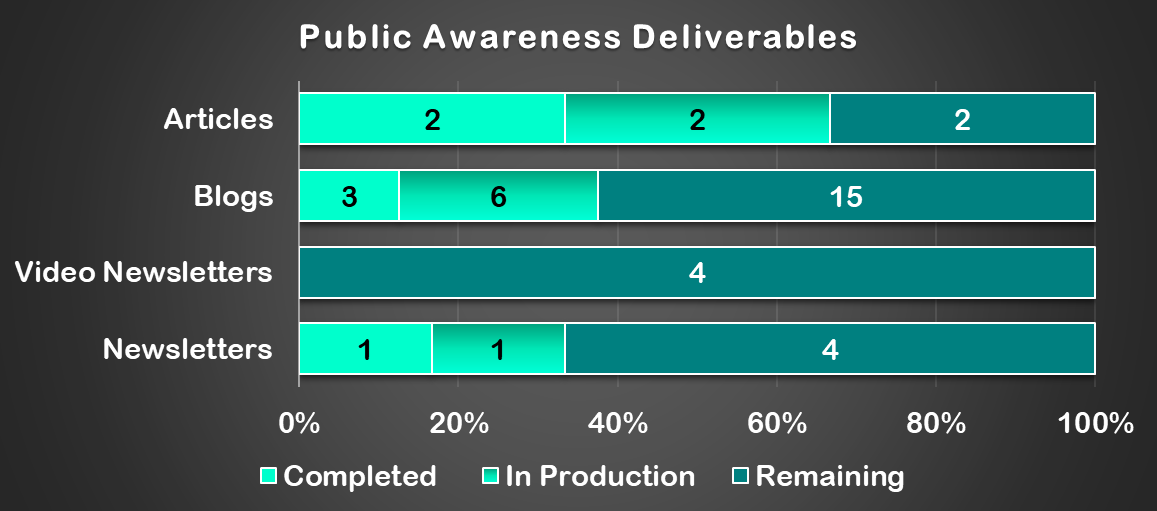 Public Awareness Deliverables
Articles 2 2 2
Blogs 3 6 15
Video Newsletters 4
Newsletters 1 1 4
0% 20% 40% 60% 80% 100%
Completed In Production Remaining